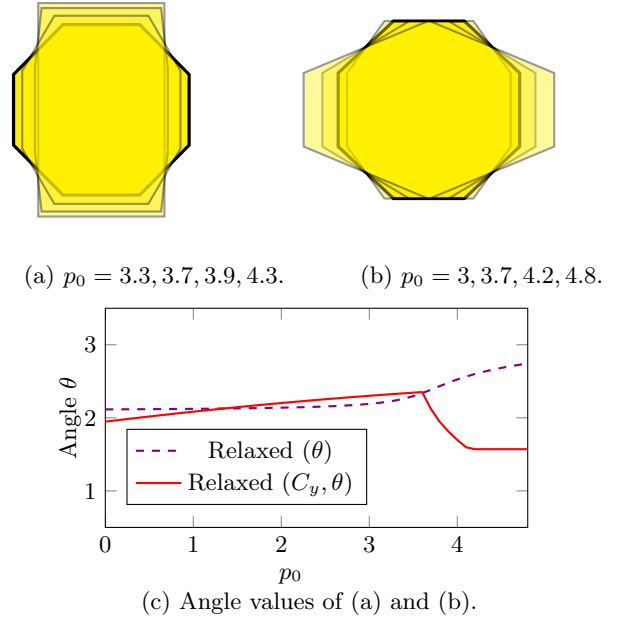 (a) p₀ = 3.3, 3.7, 3.9, 4.3.
(b) p₀ = 3, 3.7, 4.2, 4.8.
3
2
1
Angle θ
Relaxed (θ)
Relaxed (C_y, θ)
0 1 2 3 4
p₀
(c) Angle values of (a) and (b).